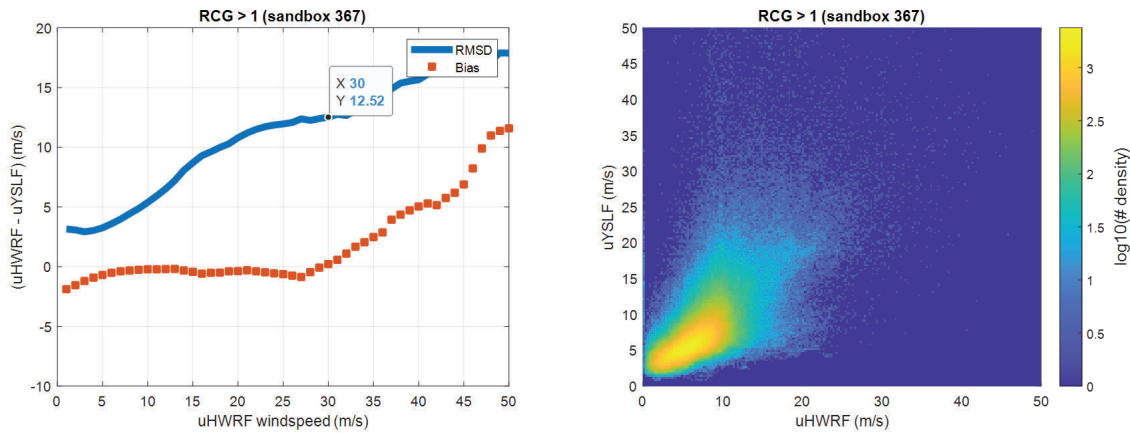 RCG > 1 (sandbox 367)
20
15
10
5
0
-5
-10
(uHWRF - uYSLF) (m/s)
RMSD
Bias
X 30
Y 12.52
0 5 10 15 20 25 30 35 40 45 50
uHWRF windspeed (m/s)
RCG > 1 (sandbox 367)
50
45
40
35
30
25
20
15
10
5
0
uYSLF (m/s)
0 10 20 30 40 50
uHWRF (m/s)
3
2.5
2
1.5
1
0.5
0
log10(# density)